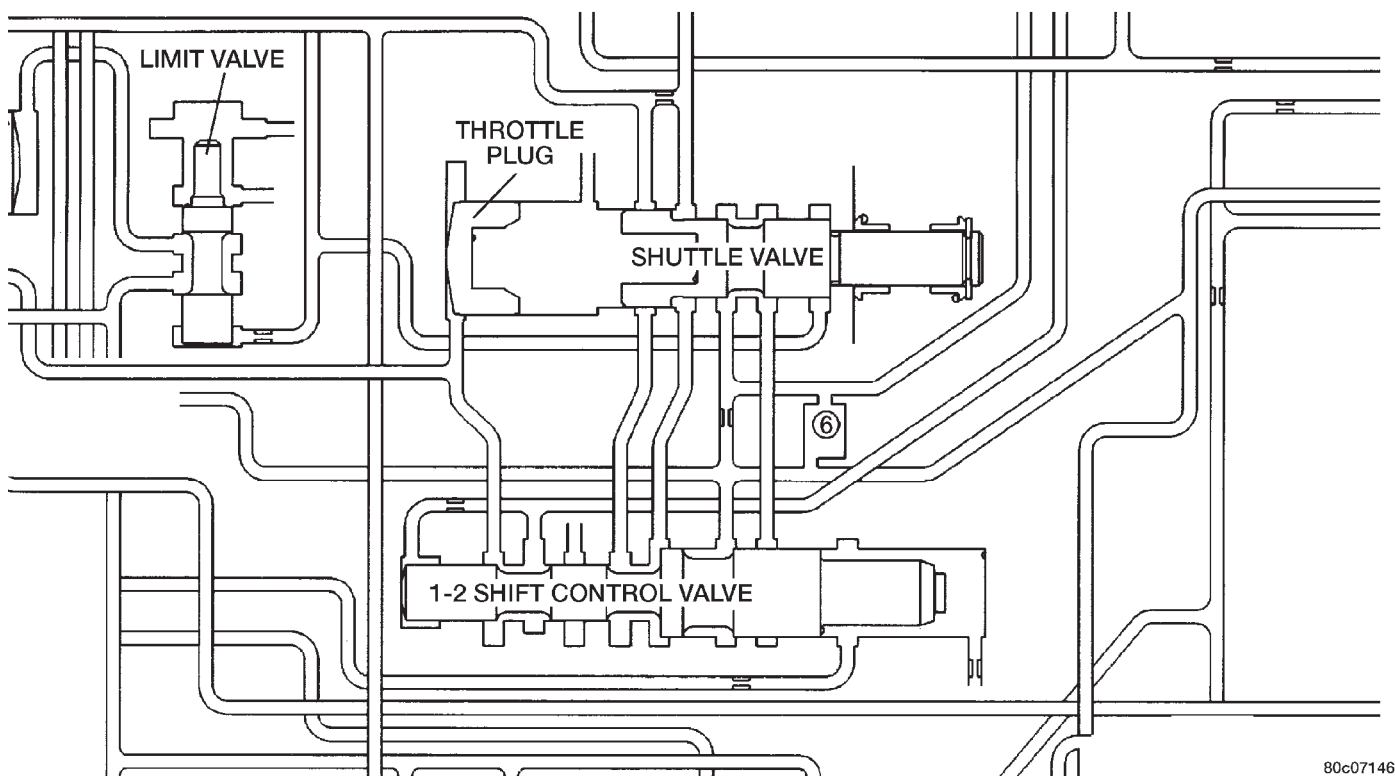 LIMIT VALVE
THROTTLE
PLUG
SHUTTLE VALVE
6
1-2 SHIFT CONTROL VALVE
80c07146